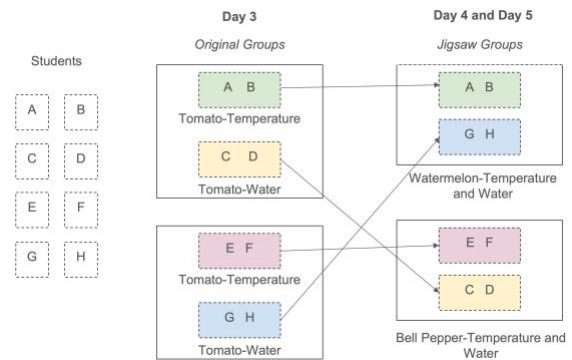 Day 3
Day 4 and Day 5
Original Groups
Jigsaw Groups
Students
A B
C D
E F
G H
A B
Tomato-Temperature
C D
Tomato-Water
E F
Tomato-Temperature
G H
Tomato-Water
A B
G H
Watermelon-Temperature
and Water
E F
C D
Bell Pepper-Temperature and
Water